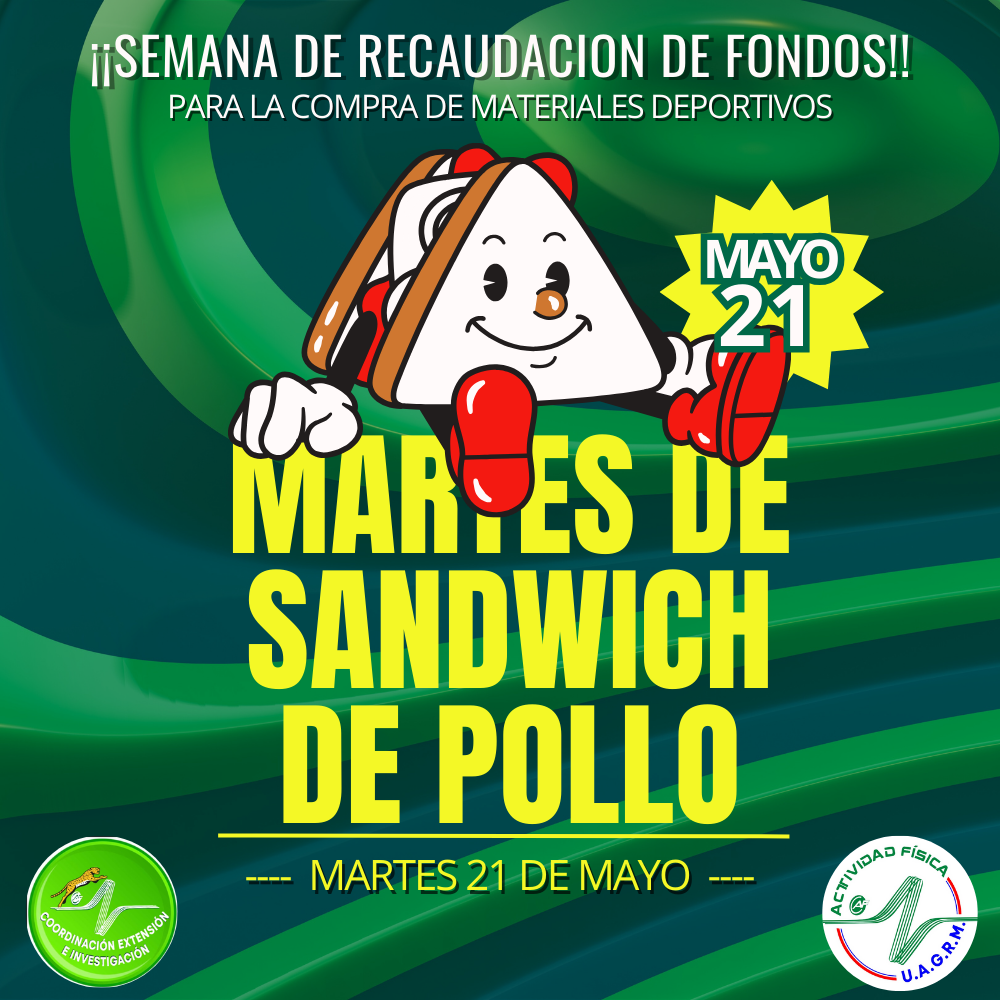 ¡¡SEMANA DE RECAUDACION DE FONDOS!!
PARA LA COMPRA DE MATERIALES DEPORTIVOS
MAYO
21
MARTES DE
SANDWICH
DE POLLO
---- MARTES 21 DE MAYO ----
COORDINACIÓN EXTENSIÓN
E INVESTIGACIÓN
ACTIVIDAD FÍSICA
U.A.G.R.M.